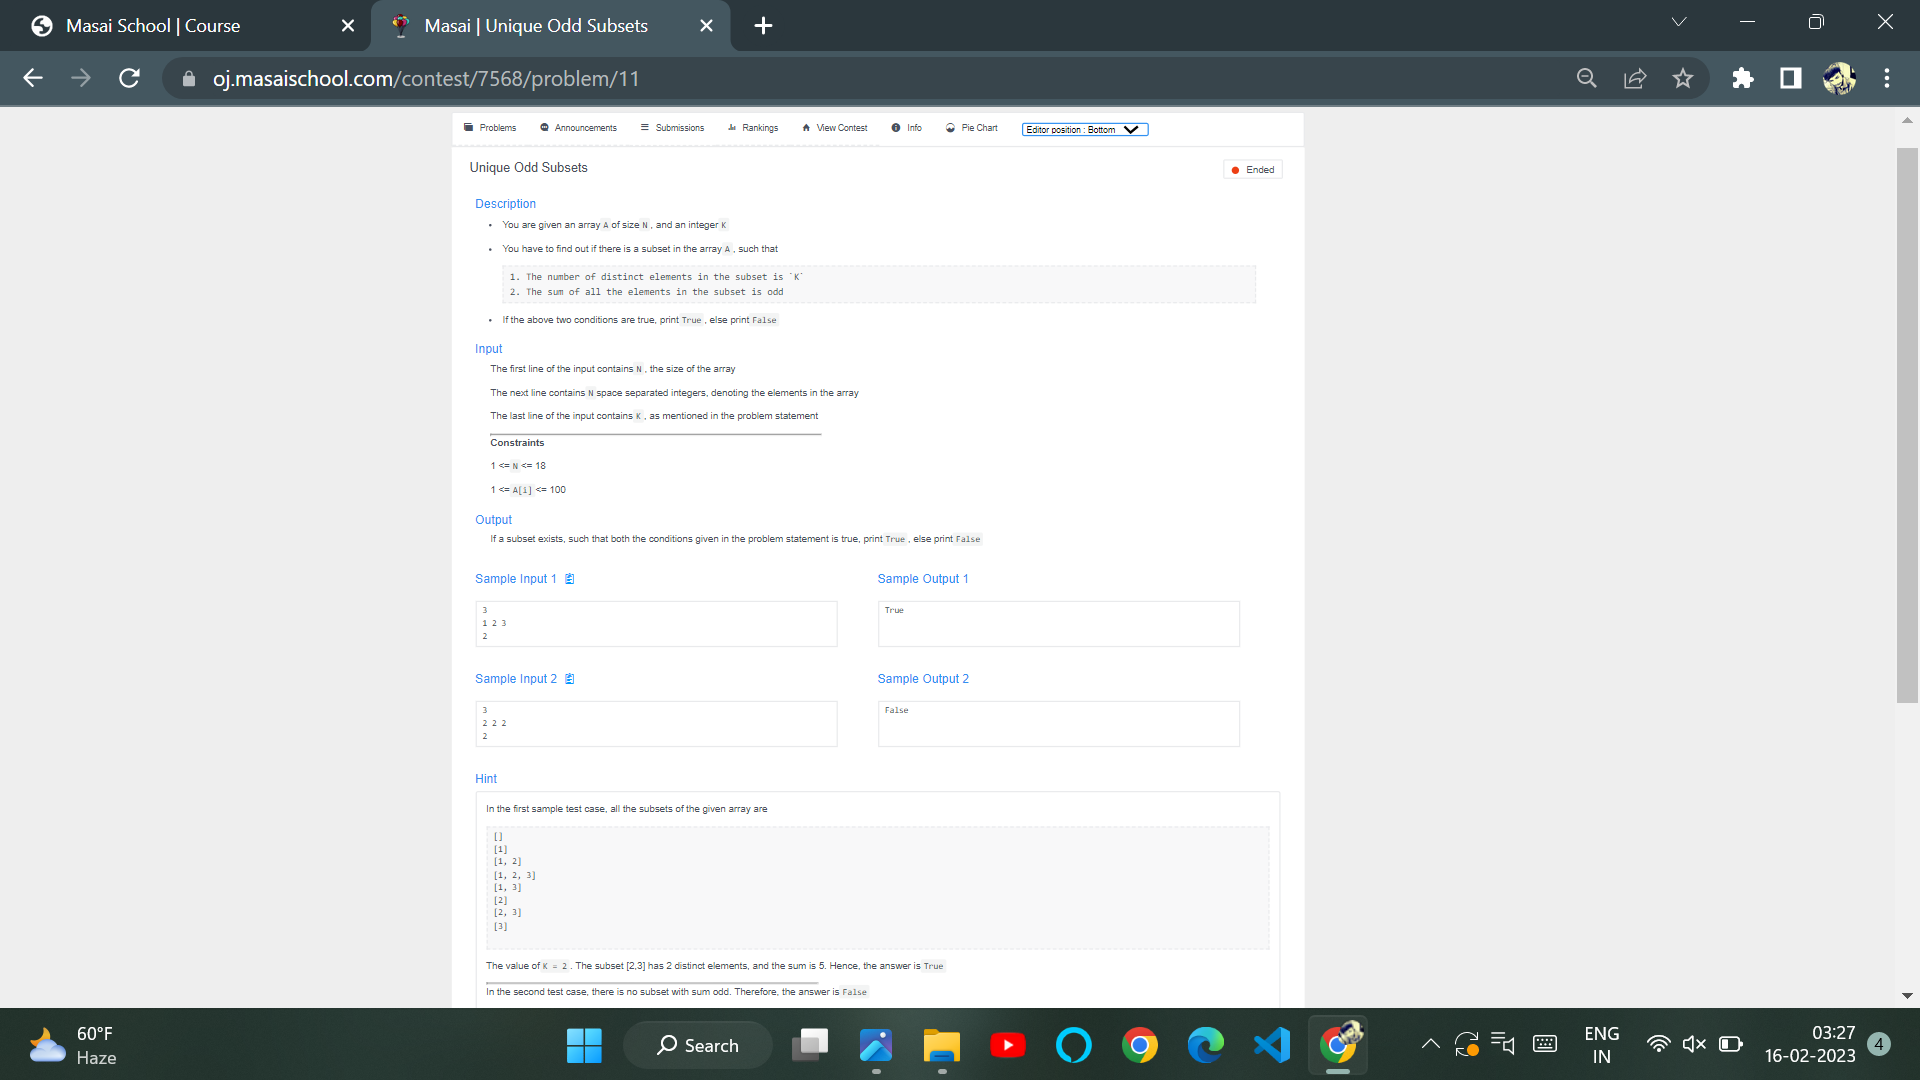 Masai School | Course
Masai | Unique Odd Subsets
oj.masaischool.com/contest/7568/problem/11
Problems Announcements Submissions Rankings View Contest Info Pie Chart Editor position : Bottom
Unique Odd Subsets
Ended
Description
• You are given an array A of size N , and an integer K
• You have to find out if there is a subset in the array A , such that
1. The number of distinct elements in the subset is `K`
2. The sum of all the elements in the subset is odd
• If the above two conditions are true, print True , else print False
Input
The first line of the input contains N , the size of the array
The next line contains N space separated integers, denoting the elements in the array
The last line of the input contains K , as mentioned in the problem statement
Constraints
1 <= N <= 18
1 <= A[i] <= 100
Output
If a subset exists, such that both the conditions given in the problem statement is true, print True , else print False
Sample Input 1
Sample Output 1
3
1 2 3
2
True
Sample Input 2
Sample Output 2
3
2 2 2
2
False
Hint
In the first sample test case, all the subsets of the given array are
[]
[1]
[1, 2]
[1, 2, 3]
[1, 3]
[2]
[2, 3]
[3]
The value of K = 2 . The subset [2,3] has 2 distinct elements, and the sum is 5. Hence, the answer is True
In the second test case, there is no subset with sum odd. Therefore, the answer is False
60°F
Haze
Search
ENG
IN
03:27
16-02-2023
4